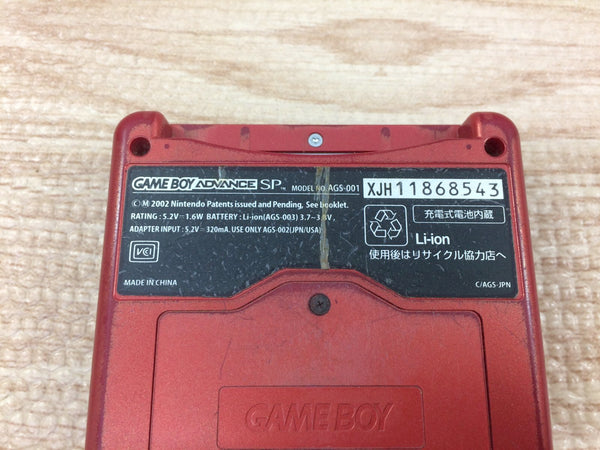 GAME BOY ADVANCE SP™ MODEL NO. AGS-001 XJH11868543
© M 2002 Nintendo Patents issued and Pending, See booklet.
RATING : 5.2V⎓1.6W BATTERY : Li-ion(AGS-003) 3.7⎓3.8V,
ADAPTER INPUT : 5.2V⎓320mA. USE ONLY AGS-002(JPN/USA)
VCI
MADE IN CHINA
充電式電池内蔵
Li-ion
使用後はリサイクル協力店へ
C/AGS-JPN
GAME BOY